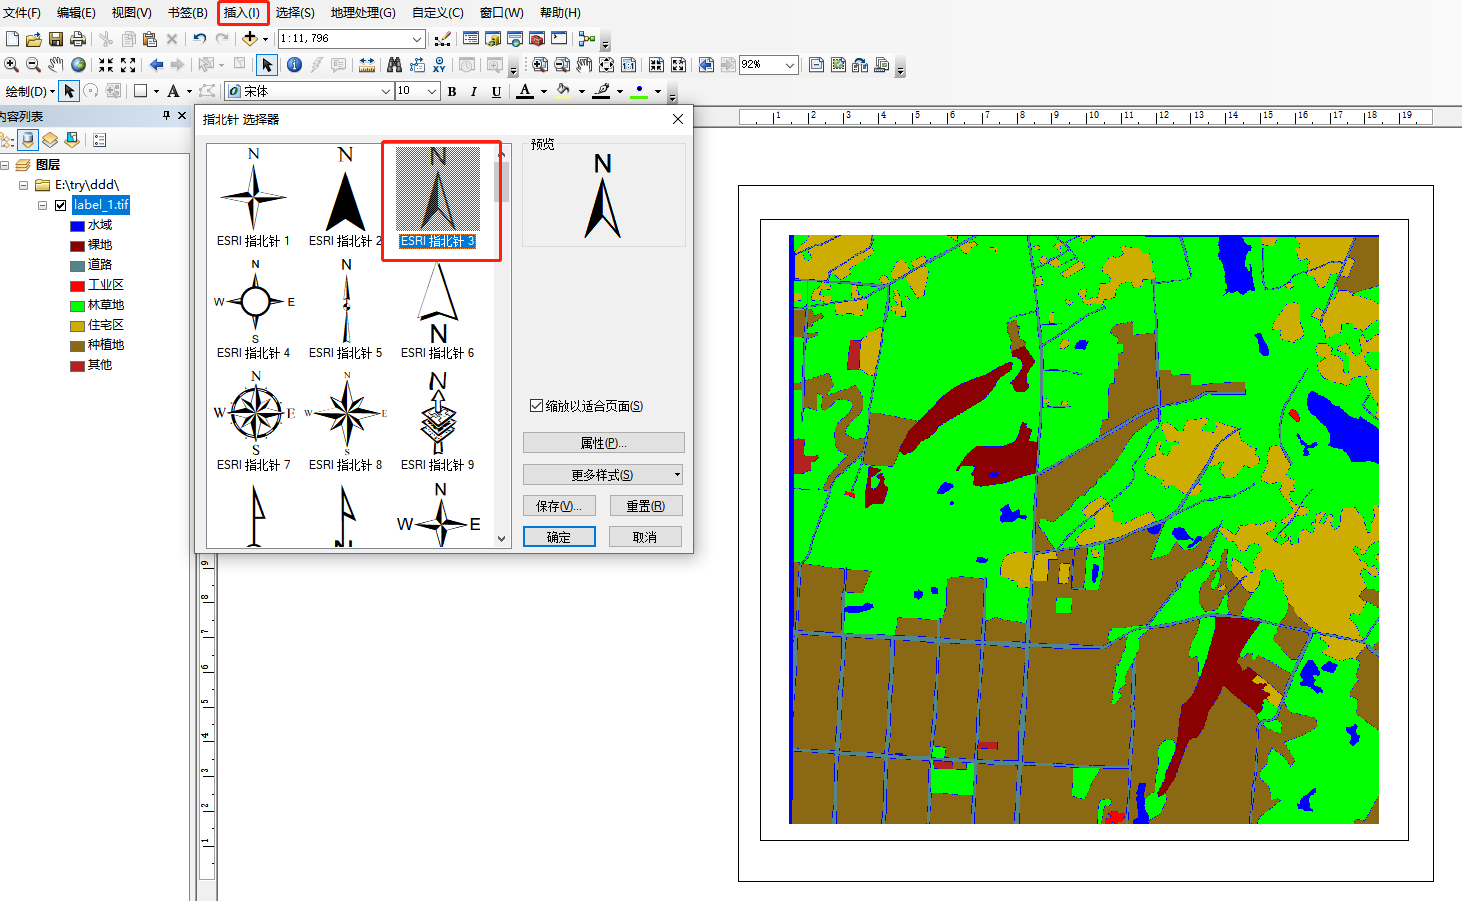 文件(F) 编辑(E) 视图(V) 书签(B) 插入(I) 选择(S) 地理处理(G) 自定义(C) 窗口(W) 帮助(H)
1:11,796
92%
绘制(D) A 宋体 10 B I U A
内容列表
图层
E:\try\ddd\
label_1.tif
水域
裸地
道路
工业区
林草地
住宅区
种植地
其他
指北针 选择器
N N N
ESRI 指北针 1 ESRI 指北针 2 ESRI 指北针 3
N W E S N N
ESRI 指北针 4 ESRI 指北针 5 ESRI 指北针 6
N W E S N W E S N
ESRI 指北针 7 ESRI 指北针 8 ESRI 指北针 9
N N W E
预览
N
缩放以适合页面(S)
属性(P)...
更多样式(S)
保存(V)... 重置(R)
确定 取消
1 2 3 4 5 6 7 8 9 10 11 12 13 14 15 16 17 18 19
9
8
7
6
5
4
3
2
1